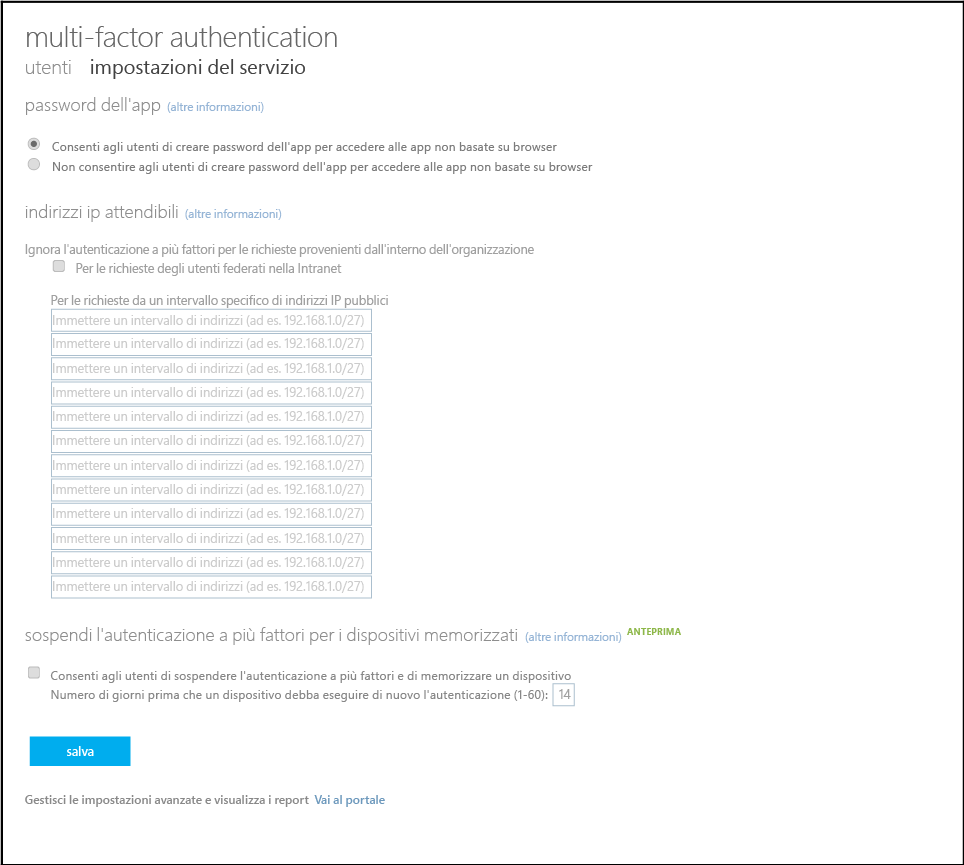 multi-factor authentication
utenti impostazioni del servizio
password dell'app (altre informazioni)
Consenti agli utenti di creare password dell'app per accedere alle app non basate su browser
Non consentire agli utenti di creare password dell'app per accedere alle app non basate su browser
indirizzi ip attendibili (altre informazioni)
Ignora l'autenticazione a più fattori per le richieste provenienti dall'interno dell'organizzazione
Per le richieste degli utenti federati nella Intranet
Per le richieste da un intervallo specifico di indirizzi IP pubblici
Immettere un intervallo di indirizzi (ad es. 192.168.1.0/27)
Immettere un intervallo di indirizzi (ad es. 192.168.1.0/27)
Immettere un intervallo di indirizzi (ad es. 192.168.1.0/27)
Immettere un intervallo di indirizzi (ad es. 192.168.1.0/27)
Immettere un intervallo di indirizzi (ad es. 192.168.1.0/27)
Immettere un intervallo di indirizzi (ad es. 192.168.1.0/27)
Immettere un intervallo di indirizzi (ad es. 192.168.1.0/27)
Immettere un intervallo di indirizzi (ad es. 192.168.1.0/27)
Immettere un intervallo di indirizzi (ad es. 192.168.1.0/27)
Immettere un intervallo di indirizzi (ad es. 192.168.1.0/27)
Immettere un intervallo di indirizzi (ad es. 192.168.1.0/27)
Immettere un intervallo di indirizzi (ad es. 192.168.1.0/27)
sospendi l'autenticazione a più fattori per i dispositivi memorizzati (altre informazioni) ANTEPRIMA
Consenti agli utenti di sospendere l'autenticazione a più fattori e di memorizzare un dispositivo
Numero di giorni prima che un dispositivo debba eseguire di nuovo l'autenticazione (1-60): 14
salva
Gestisci le impostazioni avanzate e visualizza i report Vai al portale